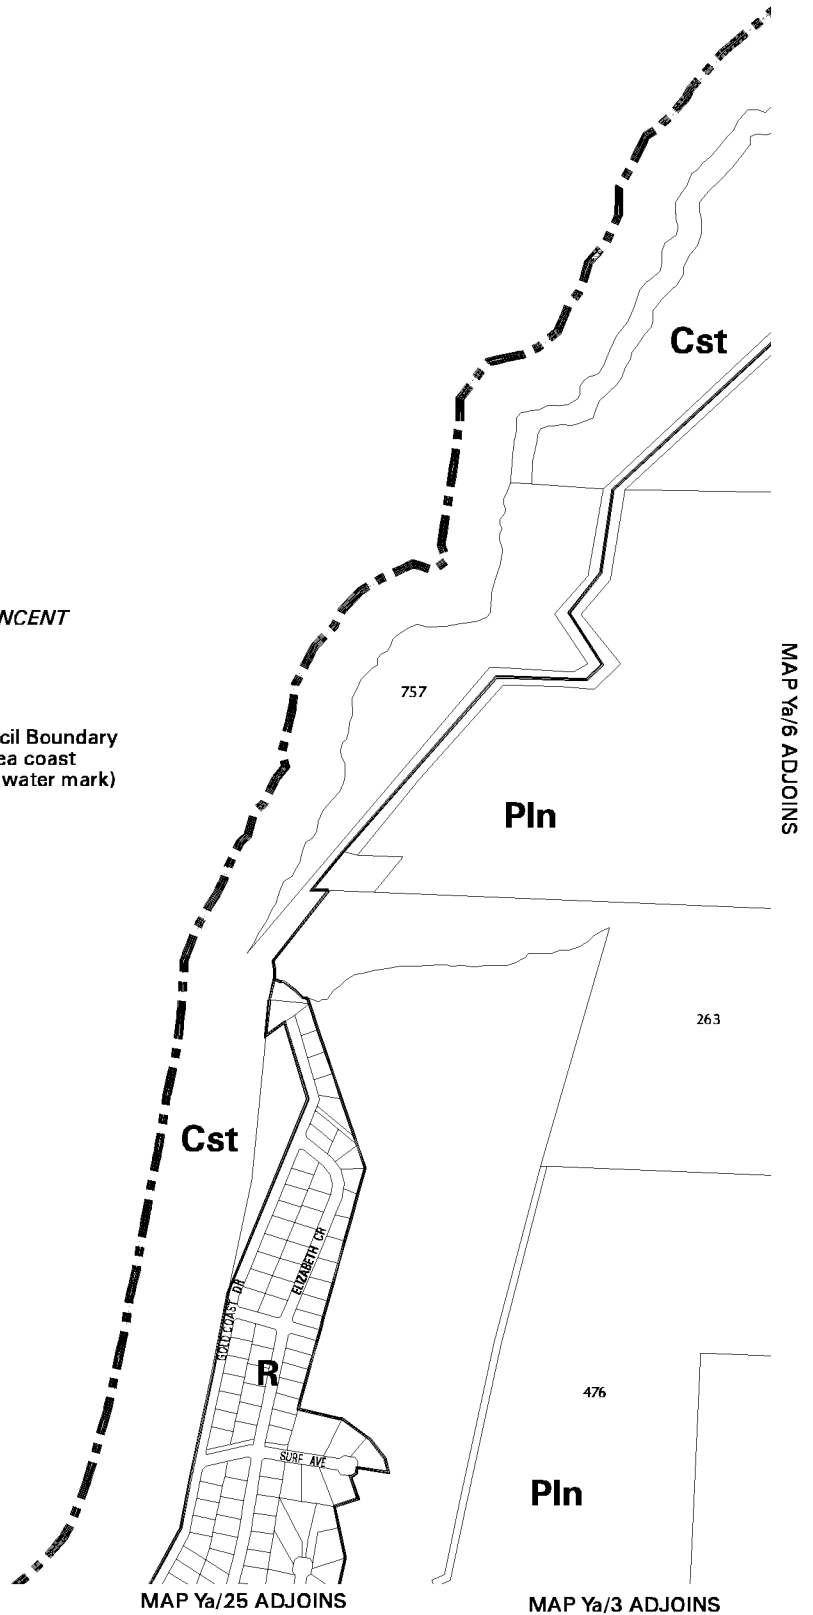 Cst
NCENT
757
MAP Ya/6 ADJOINS
cil Boundary
ea coast
water mark)
Pln
263
Cst
ELIZABETH CR
GOLD COAST DR
R
476
SURF AVE
Pln
MAP Ya/25 ADJOINS
MAP Ya/3 ADJOINS